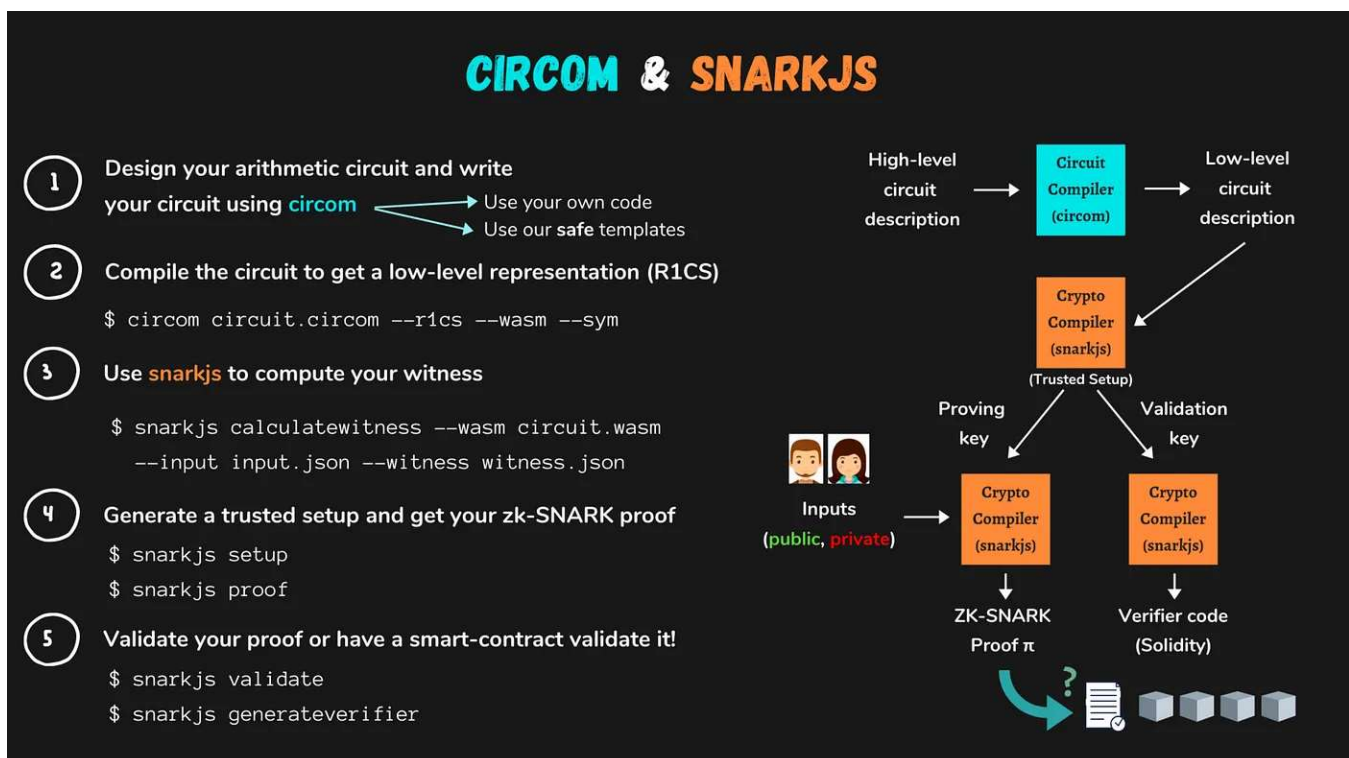 CIRCOM & SNARKJS
1
Design your arithmetic circuit and write
your circuit using circom
Use your own code
Use our safe templates
2
Compile the circuit to get a low-level representation (R1CS)
$ circom circuit.circom --r1cs --wasm --sym
3
Use snarkjs to compute your witness
$ snarkjs calculatewitness --wasm circuit.wasm
--input input.json --witness witness.json
4
Generate a trusted setup and get your zk-SNARK proof
$ snarkjs setup
$ snarkjs proof
5
Validate your proof or have a smart-contract validate it!
$ snarkjs validate
$ snarkjs generateverifier
High-level
circuit
description
Circuit
Compiler
(circom)
Low-level
circuit
description
Crypto
Compiler
(snarkjs)
(Trusted Setup)
Proving
key
Validation
key
Inputs
(public, private)
Crypto
Compiler
(snarkjs)
Crypto
Compiler
(snarkjs)
ZK-SNARK
Proof π
Verifier code
(Solidity)
?